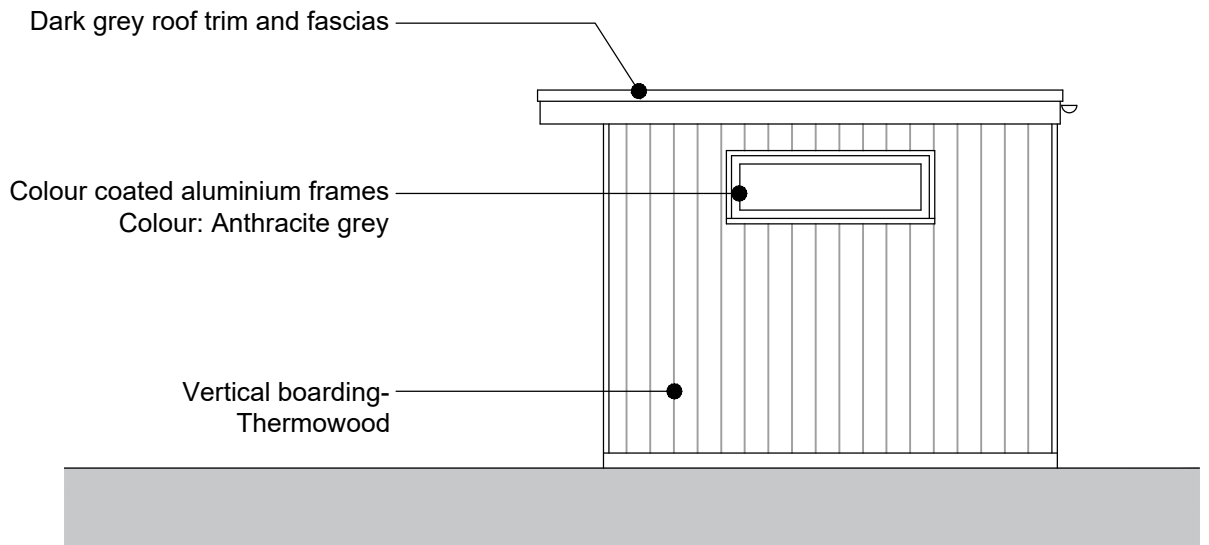 Dark grey roof trim and fascias
Colour coated aluminium frames
Colour: Anthracite grey
Vertical boarding-
Thermowood